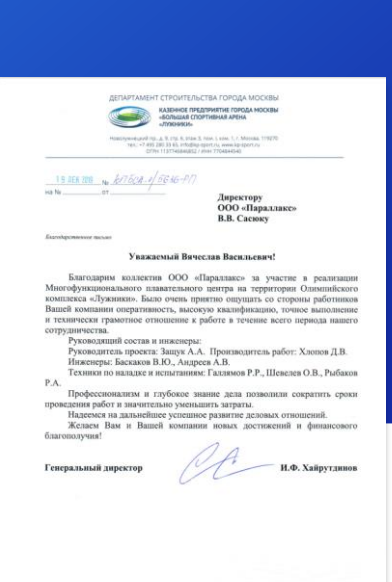 ДЕПАРТАМЕНТ СТРОИТЕЛЬСТВА ГОРОДА МОСКВЫ
КАЗЕННОЕ ПРЕДПРИЯТИЕ ГОРОДА МОСКВЫ
«БОЛЬШАЯ СПОРТИВНАЯ АРЕНА
«ЛУЖНИКИ»
на № от
Директору
ООО «Параллакс»
В.В. Сасюку
Благодарственное письмо
Уважаемый Вячеслав Васильевич!
Благодарим коллектив ООО «Параллакс» за участие в реализации
Многофункционального плавательного центра на территории Олимпийского
комплекса «Лужники». Было очень приятно ощущать со стороны работников
Вашей компании оперативность, высокую квалификацию, точное выполнение
и технически грамотное отношение к работе в течение всего периода нашего
сотрудничества.
Руководящий состав и инженеры:
Руководитель проекта: Защук А.А. Производитель работ: Хлопов Д.В.
Инженеры: Баскаков В.Ю., Андреев А.В.
Техники по наладке и испытаниям: Галлямов Р.Р., Шевелев О.В., Рыбаков
Р.А.
Профессионализм и глубокое знание дела позволили сократить сроки
проведения работ и значительно уменьшить затраты.
Надеемся на дальнейшее успешное развитие деловых отношений.
Желаем Вам и Вашей компании новых достижений и финансового
благополучия!
Генеральный директор И.Ф. Хайрутдинов